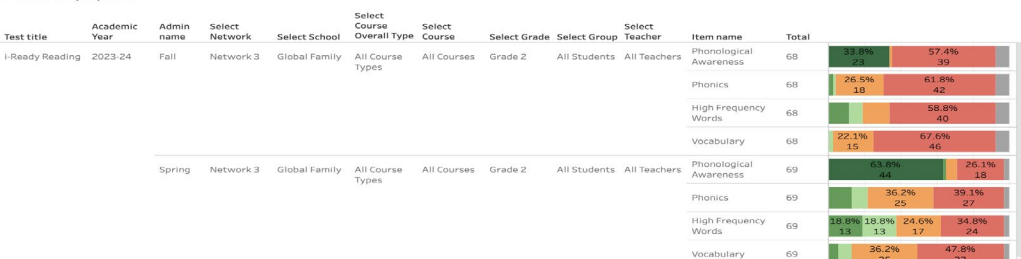 Test title Academic Year Admin name Select Network Select School Select Course Overall Type Select Course Select Grade Select Group Select Teacher Item name Total
i-Ready Reading 2023-24 Fall Network 3 Global Family All Course Types All Courses Grade 2 All Students All Teachers Phonological Awareness 68 33.8% 23 57.4% 39
Phonics 68 26.5% 18 61.8% 42
High Frequency Words 68 58.8% 40
Vocabulary 68 22.1% 15 67.6% 46
Spring Network 3 Global Family All Course Types All Courses Grade 2 All Students All Teachers Phonological Awareness 69 63.8% 44 26.1% 18
Phonics 69 36.2% 25 39.1% 27
High Frequency Words 69 18.8% 13 18.8% 13 24.6% 17 34.8% 24
Vocabulary 69 36.2% 47.8%